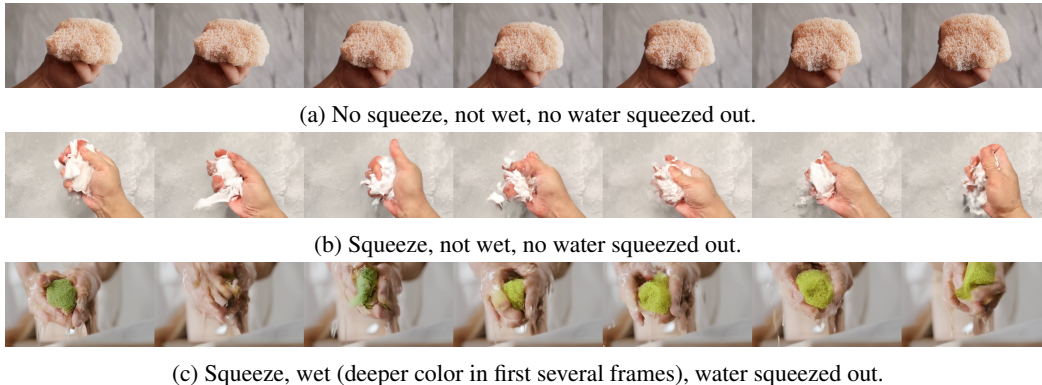 (a) No squeeze, not wet, no water squeezed out.
(b) Squeeze, not wet, no water squeezed out.
(c) Squeeze, wet (deeper color in first several frames), water squeezed out.